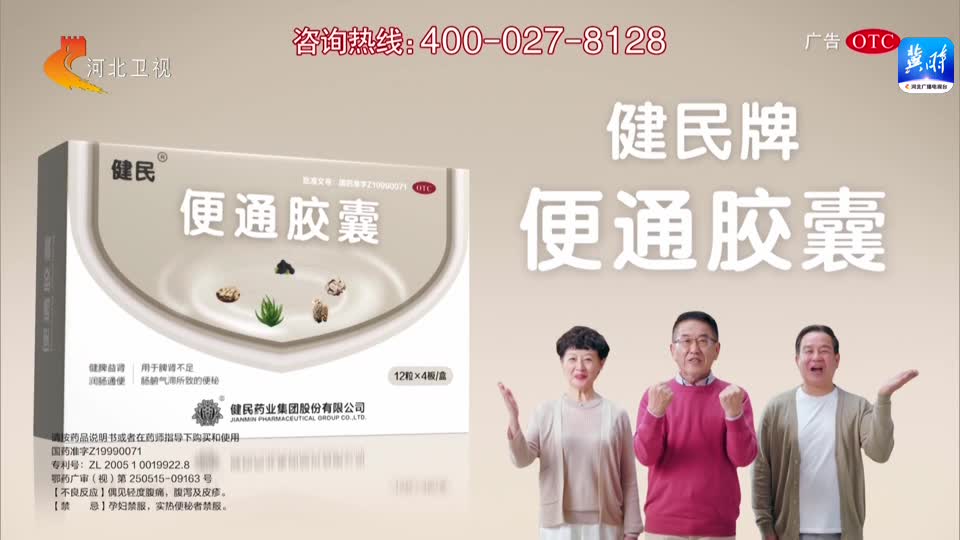 咨询热线:400-027-8128
河北卫视
广告 OTC
冀时
河北广播电视台
健民牌
便通胶囊
健民®
批准文号：国药准字Z19990071 OTC
便通胶囊
健脾益肾 用于脾肾不足
润肠通便 肠腑气滞所致的便秘
12粒×4板/盒
健民药业集团股份有限公司
JIANMIN PHARMACEUTICAL GROUP CO.,LTD.
请按药品说明书或者在药师指导下购买和使用
国药准字Z19990071
专利号：ZL 2005 1 0019922.8
鄂药广审（视）第 250515-09163 号
【不良反应】偶见轻度腹痛，腹泻及皮疹。
【禁 忌】孕妇禁服，实热便秘者禁服。